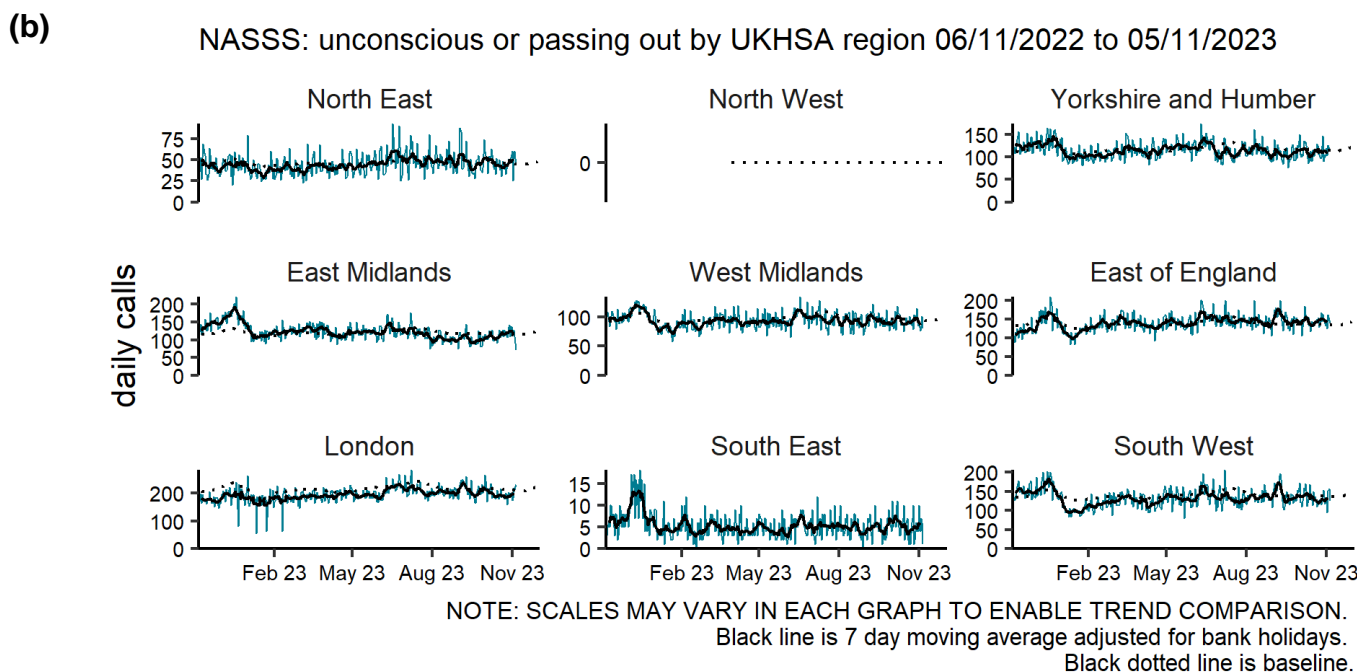 (b)
NASSS: unconscious or passing out by UKHSA region 06/11/2022 to 05/11/2023
North East
North West
Yorkshire and Humber
75
50
25
0
0
150
100
50
0
daily calls
East Midlands
West Midlands
East of England
200
150
100
50
0
100
50
0
200
150
100
50
0
London
South East
South West
200
100
0
15
10
5
0
200
150
100
50
0
Feb 23 May 23 Aug 23 Nov 23
Feb 23 May 23 Aug 23 Nov 23
Feb 23 May 23 Aug 23 Nov 23
NOTE: SCALES MAY VARY IN EACH GRAPH TO ENABLE TREND COMPARISON.
Black line is 7 day moving average adjusted for bank holidays.
Black dotted line is baseline.